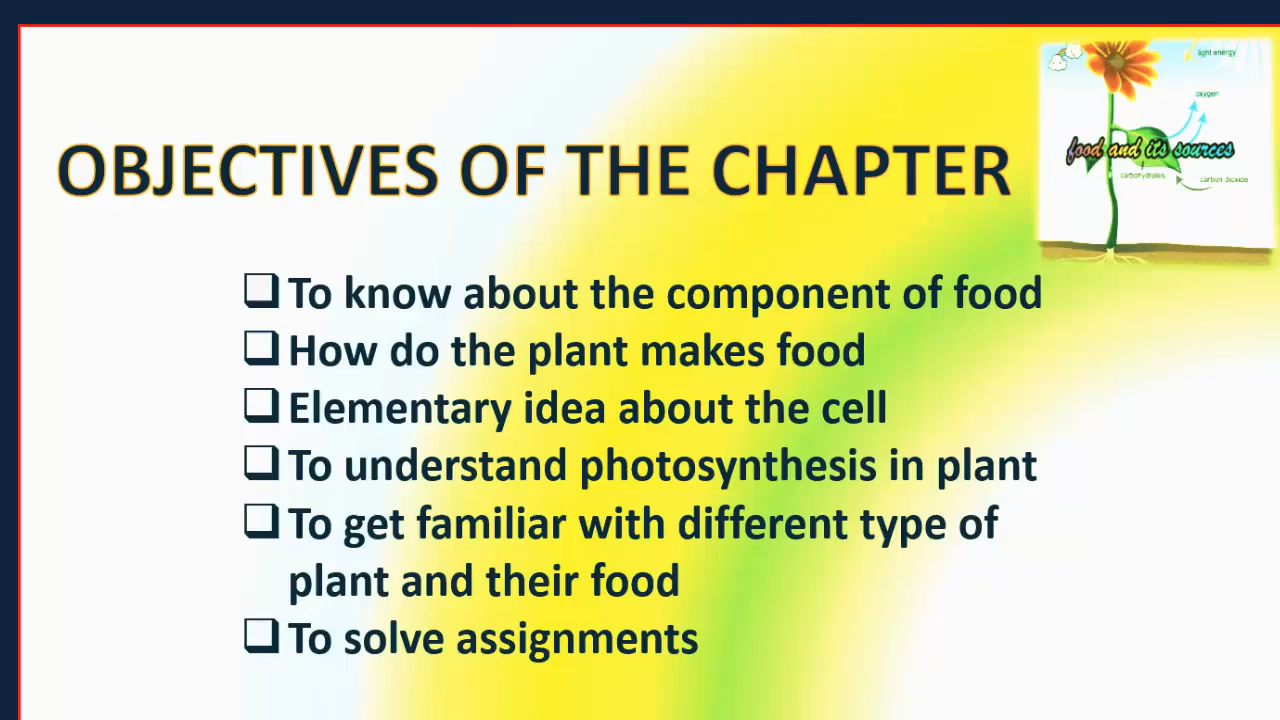 light energy
oxygen
food and its sources
carbohydrates
carbon dioxide
OBJECTIVES OF THE CHAPTER
To know about the component of food
How do the plant makes food
Elementary idea about the cell
To understand photosynthesis in plant
To get familiar with different type of
plant and their food
To solve assignments